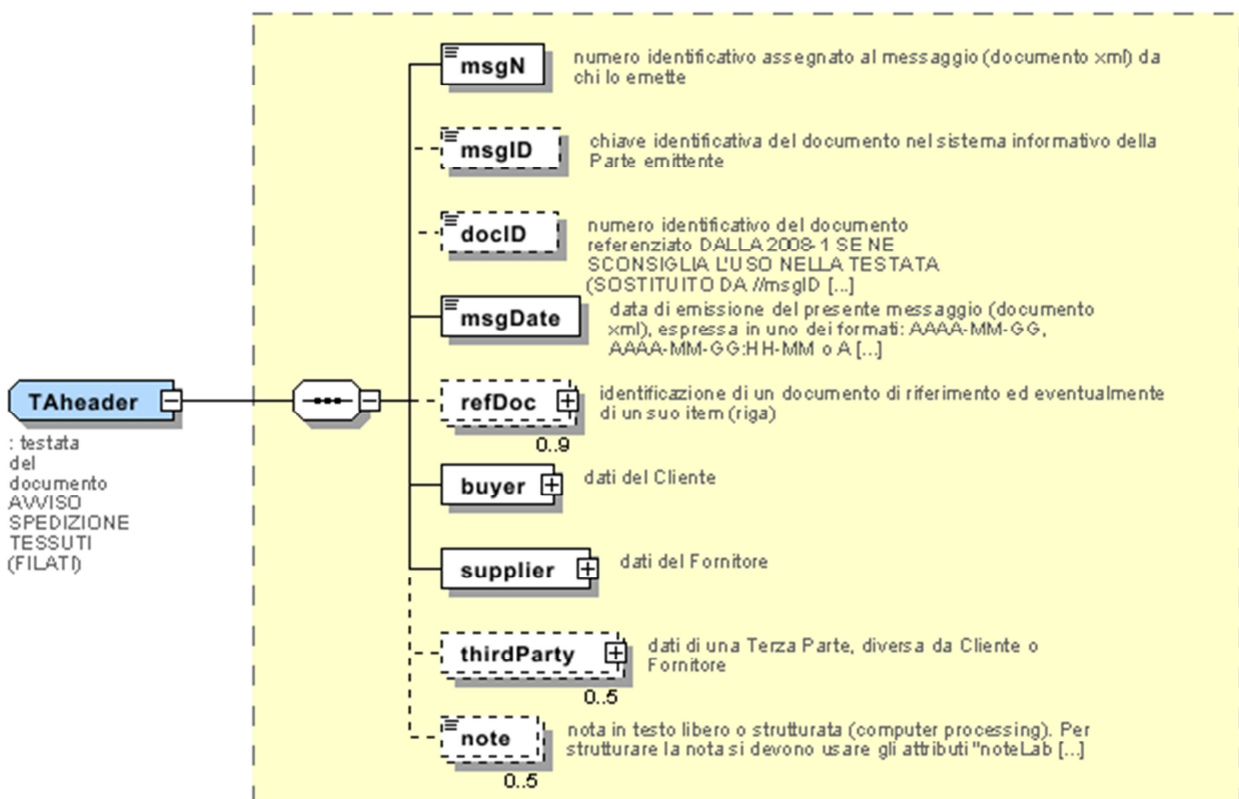 msgN
numero identificativo assegnato al messaggio (documento xml) da
chi lo emette
msgID
chiave identificativa del documento nel sistema informativo della
Parte emittente
docID
numero identificativo del documento
referenziato DALLA 2008-1 SE NE
SCONSIGLIA L'USO NELLA TESTATA
(SOSTITUITO DA //msgID [...]
msgDate
data di emissione del presente messaggio (documento
xml), espressa in uno dei formati: AAAA-MM-GG,
AAAA-MM-GG:HH-MM o A [...]
TAheader
: testata
del
documento
AVVISO
SPEDIZIONE
TESSUTI
(FILATI)
refDoc
0..9
identificazione di un documento di riferimento ed eventualmente
di un suo item (riga)
buyer
dati del Cliente
supplier
dati del Fornitore
thirdParty
0..5
dati di una Terza Parte, diversa da Cliente o
Fornitore
note
0..5
nota in testo libero o strutturata (computer processing). Per
strutturare la nota si devono usare gli attributi "noteLab [...]